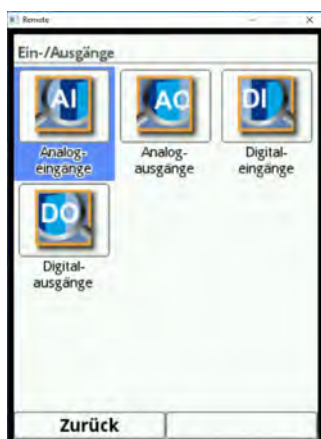 Remote
Ein-/Ausgänge
AI
AO
DI
Analog-
eingänge
Analog-
ausgänge
Digital-
eingänge
DO
Digital-
ausgänge
Zurück